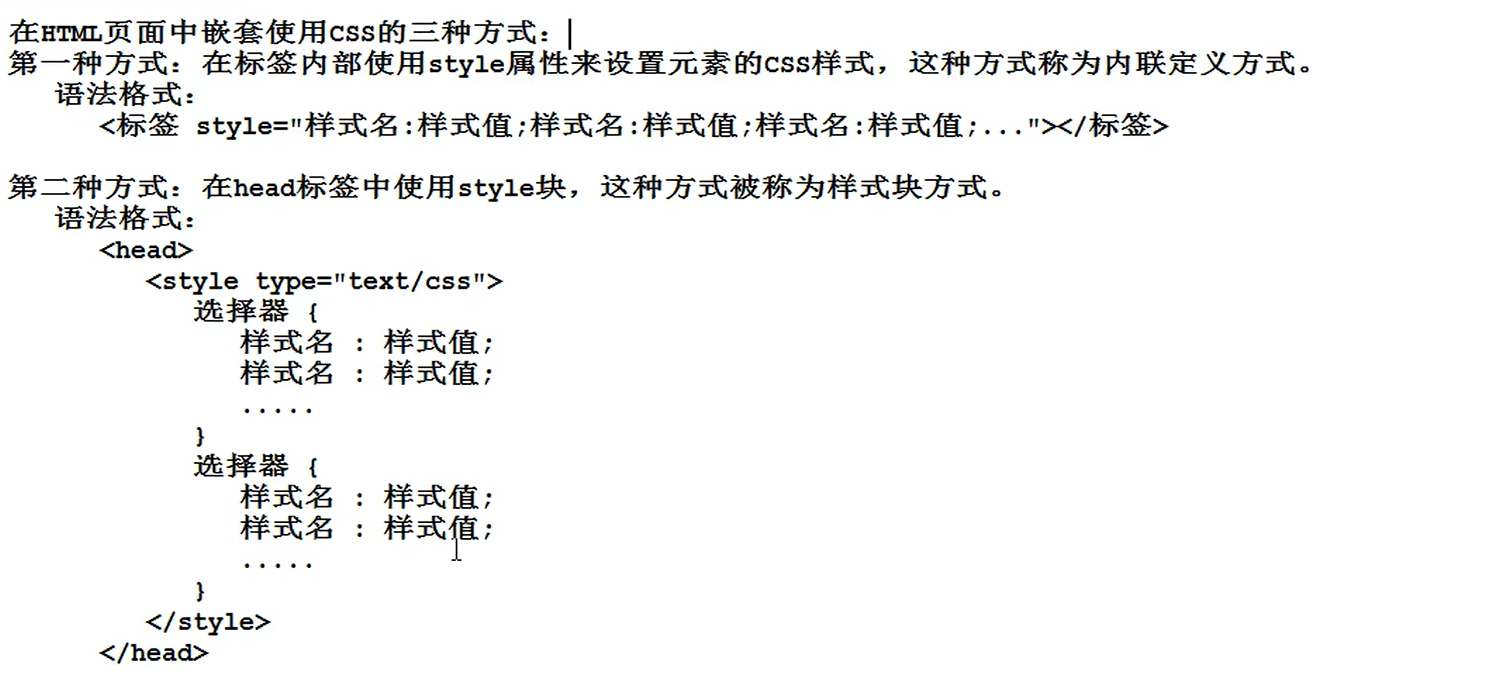 在HTML页面中嵌套使用CSS的三种方式：
第一种方式：在标签内部使用style属性来设置元素的CSS样式，这种方式称为内联定义方式。
语法格式：
<标签 style="样式名:样式值;样式名:样式值;样式名:样式值;..."></标签>
第二种方式：在head标签中使用style块，这种方式被称为样式块方式。
语法格式：
<head>
<style type="text/css">
选择器 {
样式名 : 样式值;
样式名 : 样式值;
.....
}
选择器 {
样式名 : 样式值;
样式名 : 样式值;
.....
}
</style>
</head>